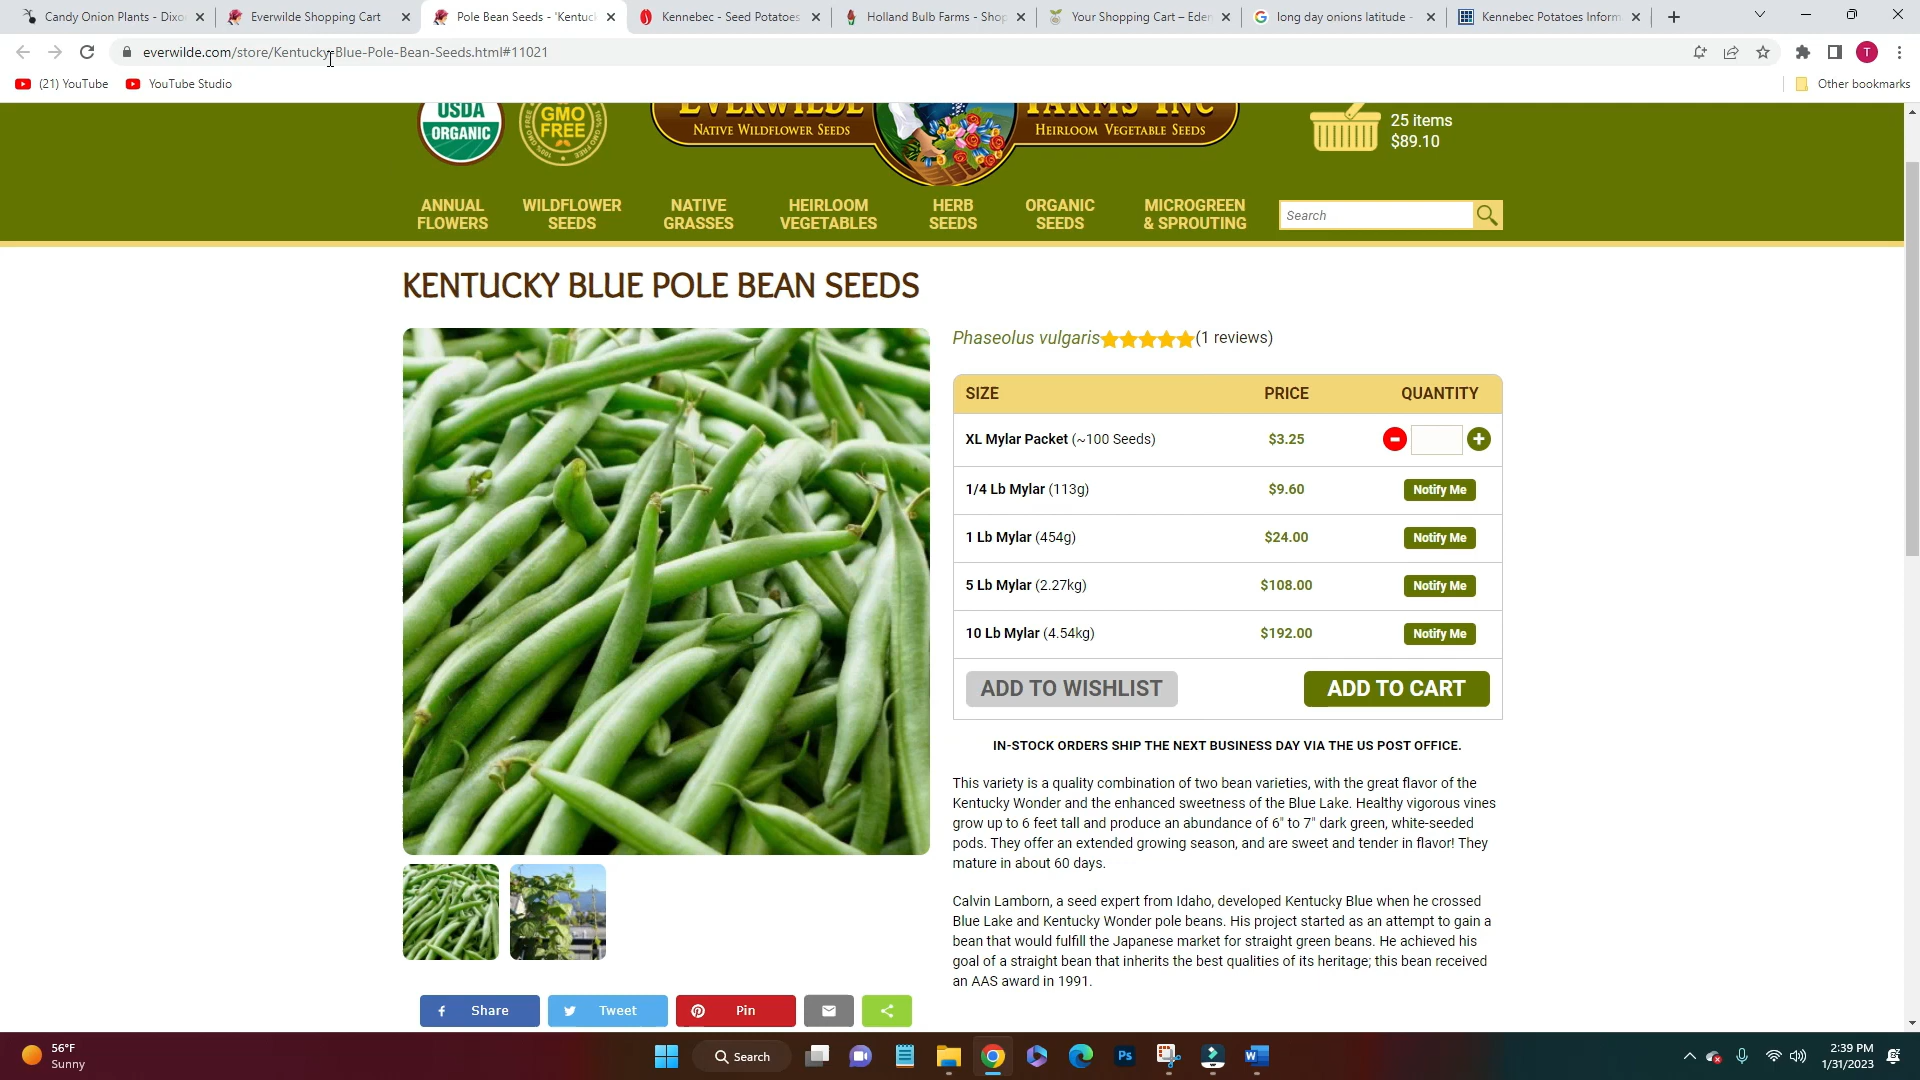 Candy Onion Plants - Dixo
Everwilde Shopping Cart
Pole Bean Seeds - 'Kentuck
Kennebec - Seed Potatoes
Holland Bulb Farms - Shop
Your Shopping Cart – Eden
long day onions latitude -
Kennebec Potatoes Inform
everwilde.com/store/Kentucky-Blue-Pole-Bean-Seeds.html#11021
T
(21) YouTube
YouTube Studio
Other bookmarks
USDA
ORGANIC
GMO
FREE
EVERWILDE
FARMS INC
NATIVE WILDFLOWER SEEDS
HEIRLOOM VEGETABLE SEEDS
25 items
$89.10
ANNUAL
FLOWERS
WILDFLOWER
SEEDS
NATIVE
GRASSES
HEIRLOOM
VEGETABLES
HERB
SEEDS
ORGANIC
SEEDS
MICROGREEN
& SPROUTING
Search
KENTUCKY BLUE POLE BEAN SEEDS
Phaseolus vulgaris (1 reviews)
SIZE PRICE QUANTITY
XL Mylar Packet (~100 Seeds) $3.25
1/4 Lb Mylar (113g) $9.60 Notify Me
1 Lb Mylar (454g) $24.00 Notify Me
5 Lb Mylar (2.27kg) $108.00 Notify Me
10 Lb Mylar (4.54kg) $192.00 Notify Me
ADD TO WISHLIST ADD TO CART
IN-STOCK ORDERS SHIP THE NEXT BUSINESS DAY VIA THE US POST OFFICE.
This variety is a quality combination of two bean varieties, with the great flavor of the
Kentucky Wonder and the enhanced sweetness of the Blue Lake. Healthy vigorous vines
grow up to 6 feet tall and produce an abundance of 6" to 7" dark green, white-seeded
pods. They offer an extended growing season, and are sweet and tender in flavor! They
mature in about 60 days.
Calvin Lamborn, a seed expert from Idaho, developed Kentucky Blue when he crossed
Blue Lake and Kentucky Wonder pole beans. His project started as an attempt to gain a
bean that would fulfill the Japanese market for straight green beans. He achieved his
goal of a straight bean that inherits the best qualities of its heritage; this bean received
an AAS award in 1991.
Share
Tweet
Pin
56°F
Sunny
Search
Ps
W
2:39 PM
1/31/2023